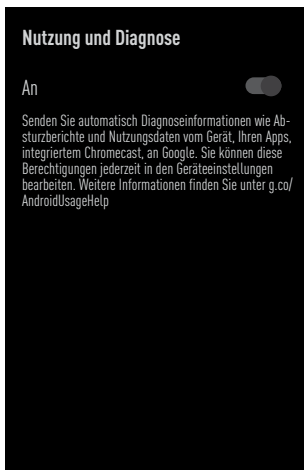 Nutzung und Diagnose
An
Senden Sie automatisch Diagnoseinformationen wie Ab-
sturzberichte und Nutzungsdaten vom Gerät, Ihren Apps,
integriertem Chromecast, an Google. Sie können diese
Berechtigungen jederzeit in den Geräteeinstellungen
bearbeiten. Weitere Informationen finden Sie unter g.co/
AndroidUsageHelp